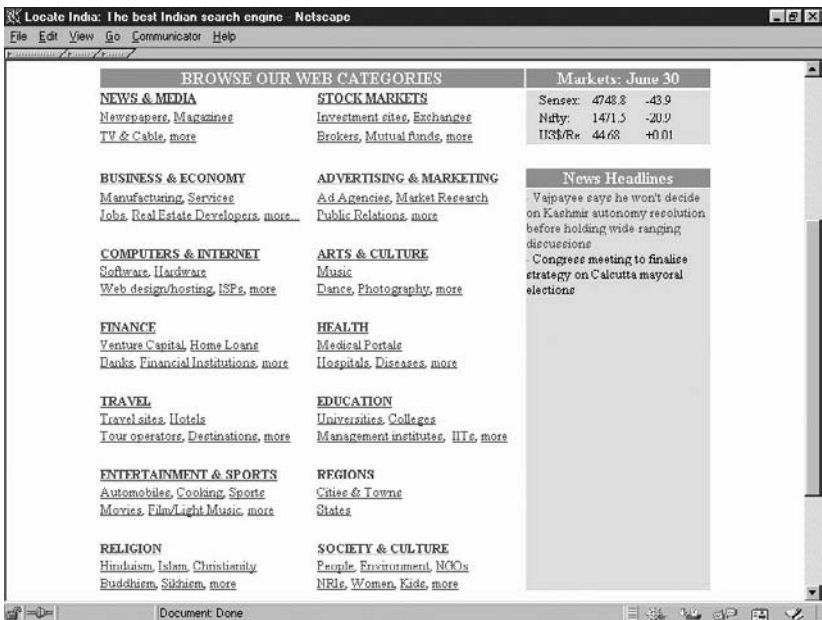 Locate India: The best Indian search engine - Netscape
File Edit View Go Communicator Help
BROWSE OUR WEB CATEGORIES
NEWS & MEDIA
Newspapers, Magazines
TV & Cable, more
STOCK MARKETS
Investment sites, Exchanges
Brokers, Mutual funds, more
BUSINESS & ECONOMY
Manufacturing, Services
Jobs, Real Estate Developers, more...
ADVERTISING & MARKETING
Ad Agencies, Market Research
Public Relations, more
COMPUTERS & INTERNET
Software, Hardware
Web design/hosting, ISPs, more
ARTS & CULTURE
Music
Dance, Photography, more
FINANCE
Venture Capital, Home Loans
Banks, Financial Institutions, more
HEALTH
Medical Portals
Hospitals, Diseases, more
TRAVEL
Travel sites, Hotels
Tour operators, Destinations, more
EDUCATION
Universities, Colleges
Management institutes, IITs, more
ENTERTAINMENT & SPORTS
Automobiles, Cooking, Sports
Movies, Film/Light Music, more
REGIONS
Cities & Towns
States
RELIGION
Hinduism, Islam, Christianity
Buddhism, Sikhism, more
SOCIETY & CULTURE
People, Environment, NGOs
NRIs, Women, Kids, more
Markets: June 30
Sensex: 4748.8 -43.9
Nifty: 1471.5 -20.9
US$/Re 44.68 +0.01
News Headlines
- Vajpayee says he won't decide
on Kashmir autonomy resolution
before holding wide ranging
discussions
- Congress meeting to finalise
strategy on Calcutta mayoral
elections
Document: Done